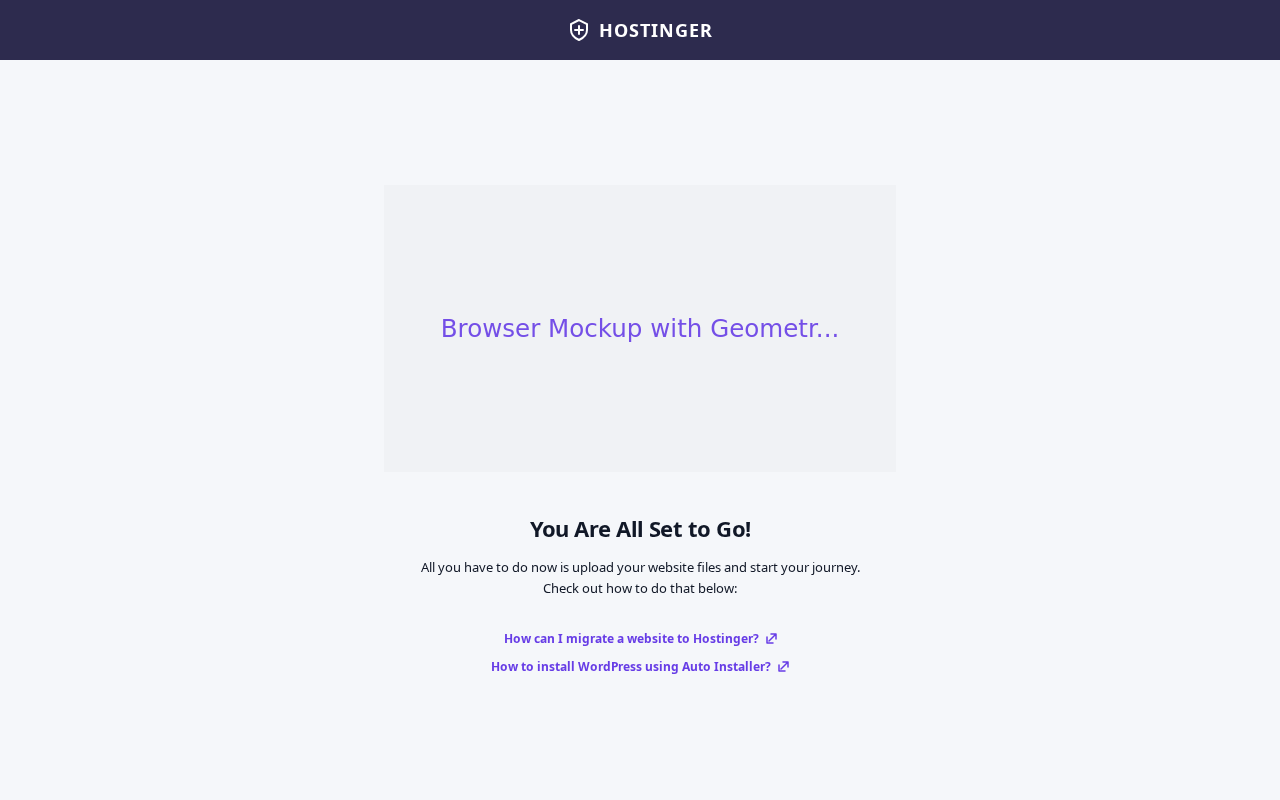 HOSTINGER
Browser Mockup with Geometr...
You Are All Set to Go!
All you have to do now is upload your website files and start your journey.
Check out how to do that below:
How can I migrate a website to Hostinger?
How to install WordPress using Auto Installer?